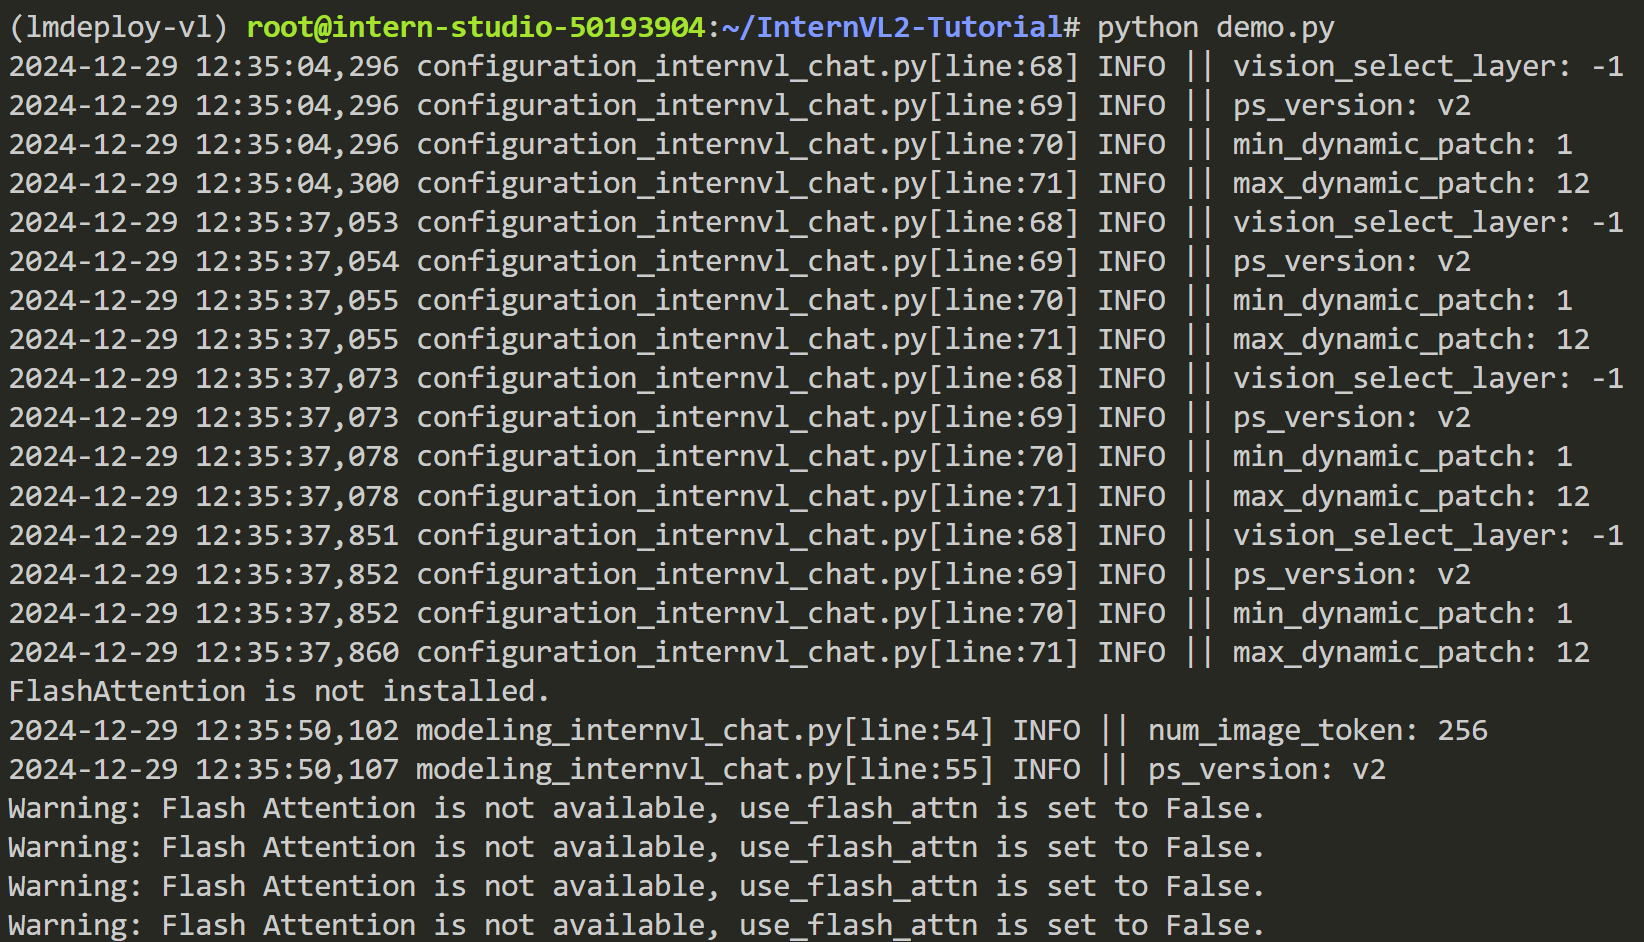 (lmdeploy-vl) root@intern-studio-50193904:~/InternVL2-Tutorial# python demo.py
2024-12-29 12:35:04,296 configuration_internvl_chat.py[line:68] INFO || vision_select_layer: -1
2024-12-29 12:35:04,296 configuration_internvl_chat.py[line:69] INFO || ps_version: v2
2024-12-29 12:35:04,296 configuration_internvl_chat.py[line:70] INFO || min_dynamic_patch: 1
2024-12-29 12:35:04,300 configuration_internvl_chat.py[line:71] INFO || max_dynamic_patch: 12
2024-12-29 12:35:37,053 configuration_internvl_chat.py[line:68] INFO || vision_select_layer: -1
2024-12-29 12:35:37,054 configuration_internvl_chat.py[line:69] INFO || ps_version: v2
2024-12-29 12:35:37,055 configuration_internvl_chat.py[line:70] INFO || min_dynamic_patch: 1
2024-12-29 12:35:37,055 configuration_internvl_chat.py[line:71] INFO || max_dynamic_patch: 12
2024-12-29 12:35:37,073 configuration_internvl_chat.py[line:68] INFO || vision_select_layer: -1
2024-12-29 12:35:37,073 configuration_internvl_chat.py[line:69] INFO || ps_version: v2
2024-12-29 12:35:37,078 configuration_internvl_chat.py[line:70] INFO || min_dynamic_patch: 1
2024-12-29 12:35:37,078 configuration_internvl_chat.py[line:71] INFO || max_dynamic_patch: 12
2024-12-29 12:35:37,851 configuration_internvl_chat.py[line:68] INFO || vision_select_layer: -1
2024-12-29 12:35:37,852 configuration_internvl_chat.py[line:69] INFO || ps_version: v2
2024-12-29 12:35:37,852 configuration_internvl_chat.py[line:70] INFO || min_dynamic_patch: 1
2024-12-29 12:35:37,860 configuration_internvl_chat.py[line:71] INFO || max_dynamic_patch: 12
FlashAttention is not installed.
2024-12-29 12:35:50,102 modeling_internvl_chat.py[line:54] INFO || num_image_token: 256
2024-12-29 12:35:50,107 modeling_internvl_chat.py[line:55] INFO || ps_version: v2
Warning: Flash Attention is not available, use_flash_attn is set to False.
Warning: Flash Attention is not available, use_flash_attn is set to False.
Warning: Flash Attention is not available, use_flash_attn is set to False.
Warning: Flash Attention is not available, use_flash_attn is set to False.